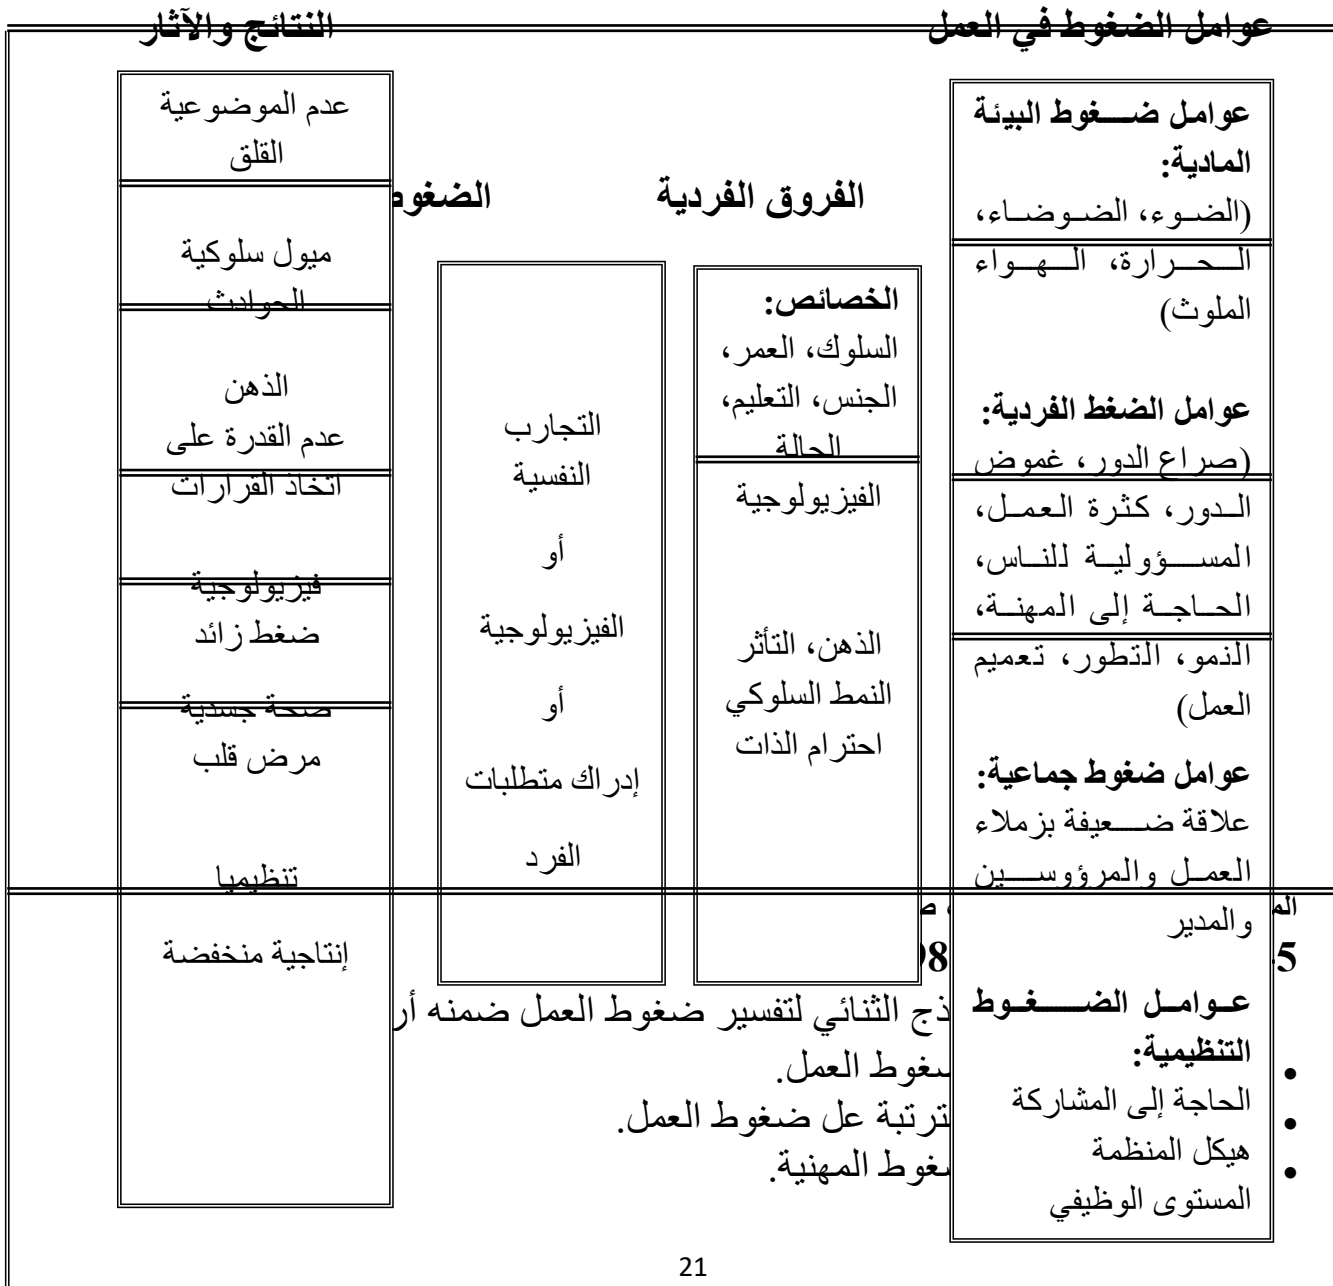 عوامل الضغوط في العمل
النتائج والآثار
عوامل ضغوط البيئة
المادية:
(الضوء، الضوضاء،
الحرارة، الهواء
الملوث)
عوامل الضغط الفردية:
(صراع الدور، غموض
الدور، كثرة العمل،
المسؤولية للناس،
الحاجة إلى المهنة،
النمو، التطور، تعميم
العمل)
عوامل ضغوط جماعية:
علاقة ضعيفة بزملاء
العمل والمرؤوسين
والمدير
عوامل الضغوط
التنظيمية:
الحاجة إلى المشاركة
هيكل المنظمة
المستوى الوظيفي
الفروق الفردية
الخصائص:
السلوك، العمر،
الجنس، التعليم،
الحالة
الفيزيولوجية
الذهن، التأثر
النمط السلوكي
احترام الذات
التجارب
النفسية
أو
الفيزيولوجية
أو
إدراك متطلبات
الفرد
عدم الموضوعية
القلق
ميول سلوكية
الحوادث
الذهن
عدم القدرة على
اتخاذ القرارات
فيزيولوجية
ضغط زائد
صحة جسدية
مرض قلب
تنظيميا
إنتاجية منخفضة
الثنائي لتفسير ضغوط العمل ضمنه
العمل.
عل ضغوط العمل.
المهنية.
21